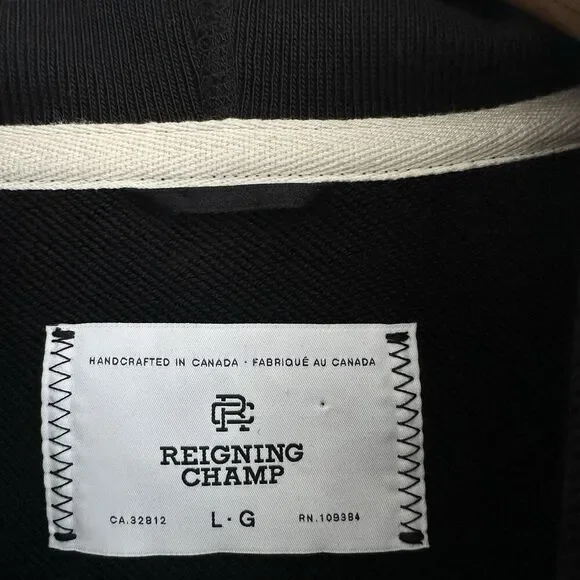 HANDCRAFTED IN CANADA · FABRIQUÉ AU CANADA
RC
REIGNING
CHAMP
CA.32812 L·G RN.109384